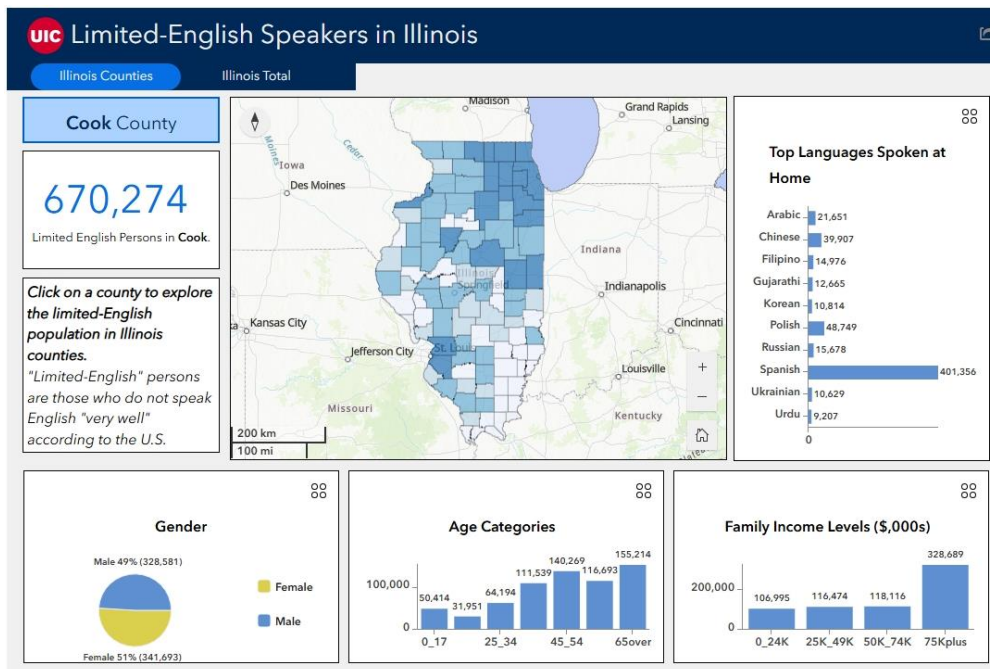 UIC Limited-English Speakers in Illinois
Illinois Counties
Illinois Total
Cook County
670,274
Limited English Persons in Cook.
Click on a county to explore
the limited-English
population in Illinois
counties.
"Limited-English" persons
are those who do not speak
English "very well"
according to the U.S.
Madison
Grand Rapids
Lansing
Moines
Cedar
Iowa
Des Moines
Indiana
Illinois
Springfield
Indianapolis
Kansas City
Cincinnati
Jefferson City
St. Louis
Louisville
Missouri
Kentucky
200 km
100 mi
+
−
Top Languages Spoken at
Home
Arabic 21,651
Chinese 39,907
Filipino 14,976
Gujarathi 12,665
Korean 10,814
Polish 48,749
Russian 15,678
Spanish 401,356
Ukrainian 10,629
Urdu 9,207
0
Gender
Male 49% (328,581)
Female
Male
Female 51% (341,693)
Age Categories
155,214
140,269
111,539 116,693
100,000
64,194
50,414
31,951
0
0_17 25_34 45_54 65over
Family Income Levels ($,000s)
328,689
200,000
106,995 116,474 118,116
0
0_24K 25K_49K 50K_74K 75Kplus